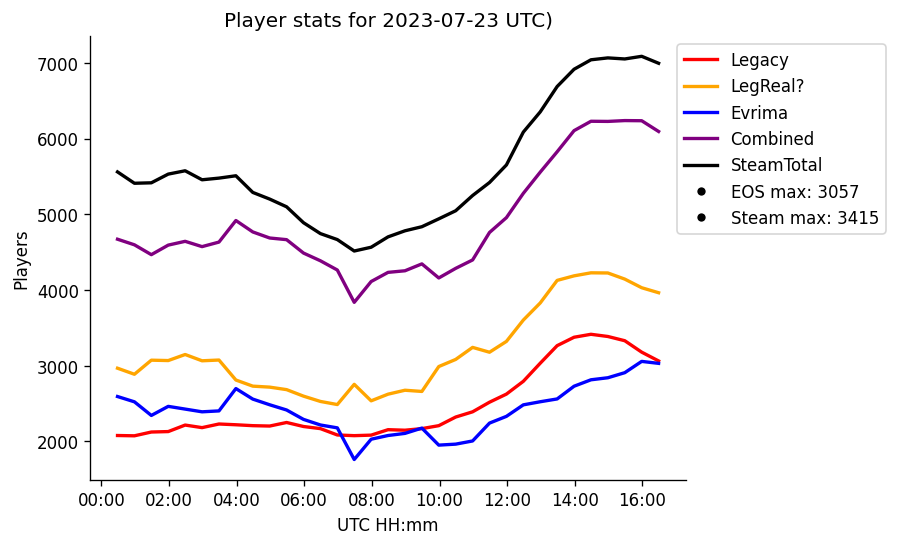 Player stats for 2023-07-23 UTC)
7000
6000
5000
4000
3000
2000
Players
00:00 02:00 04:00 06:00 08:00 10:00 12:00 14:00 16:00
UTC HH:mm
Legacy
LegReal?
Evrima
Combined
SteamTotal
EOS max: 3057
Steam max: 3415